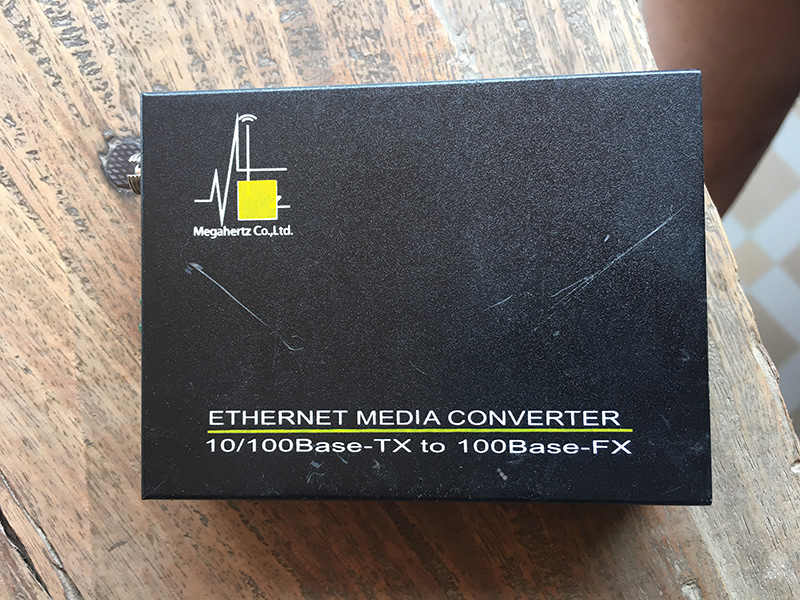 Megahertz Co.,Ltd.
ETHERNET MEDIA CONVERTER
10/100Base-TX to 100Base-FX